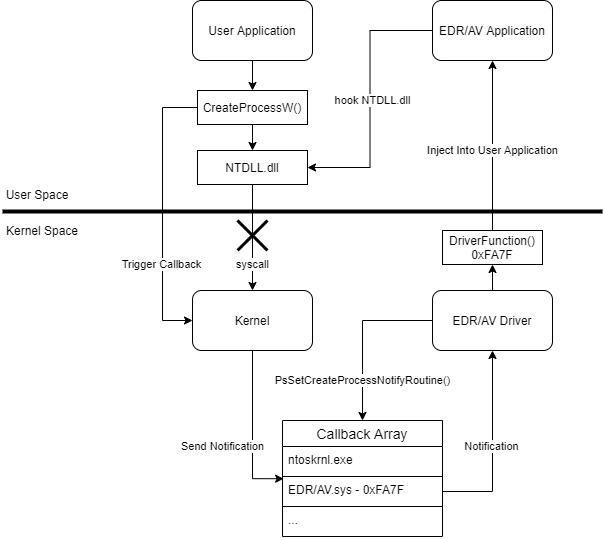 User Application
EDR/AV Application
CreateProcessW()
hook NTDLL.dll
NTDLL.dll
Inject Into User Application
User Space
Kernel Space
DriverFunction()
0xFA7F
Trigger Callback
syscall
Kernel
EDR/AV Driver
PsSetCreateProcessNotifyRoutine()
Callback Array
Send Notification
Notification
ntoskrnl.exe
EDR/AV.sys - 0xFA7F
...